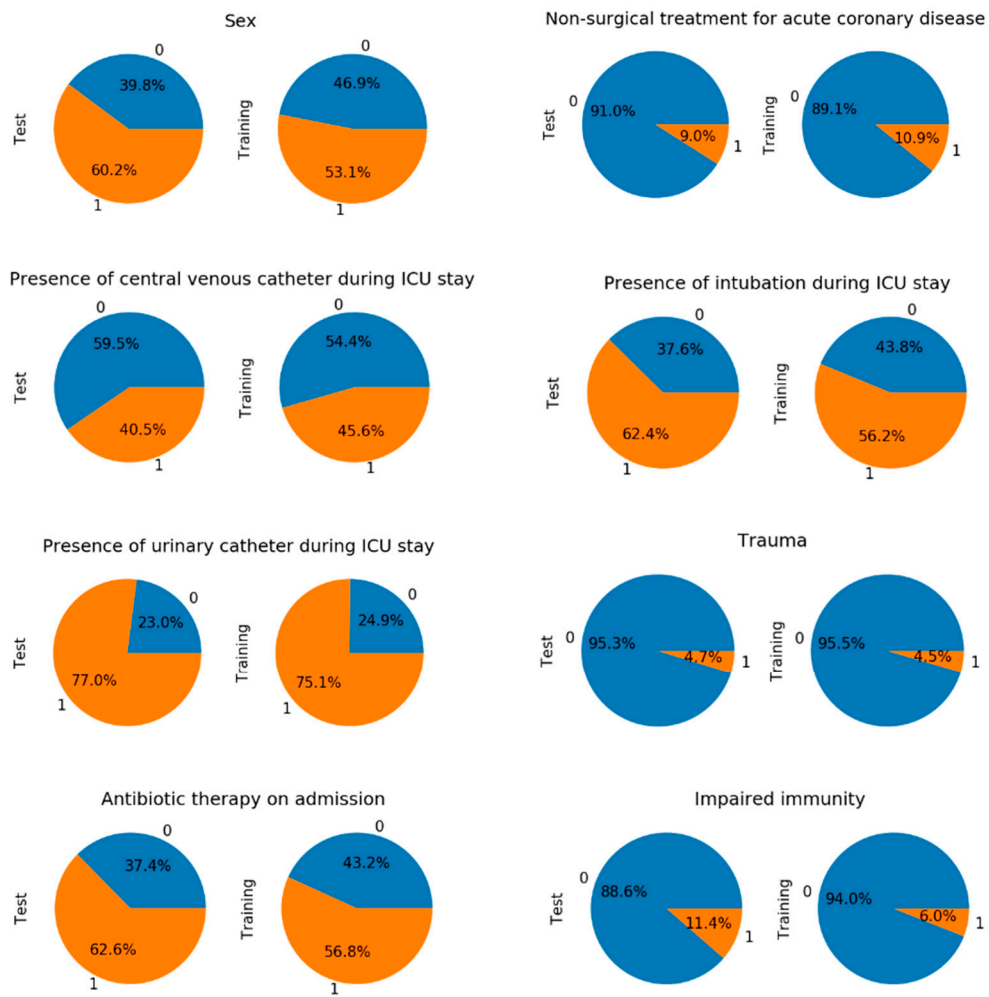 Sex
0
39.8%
Test
60.2%
1
0
46.9%
Training
53.1%
1
Non-surgical treatment for acute coronary disease
0
91.0%
Test
9.0%
1
0
89.1%
Training
10.9%
1
Presence of central venous catheter during ICU stay
0
59.5%
Test
40.5%
1
0
54.4%
Training
45.6%
1
Presence of intubation during ICU stay
0
37.6%
Test
62.4%
1
0
43.8%
Training
56.2%
1
Presence of urinary catheter during ICU stay
0
23.0%
Test
77.0%
1
0
24.9%
Training
75.1%
1
Trauma
0
95.3%
Test
4.7%
1
0
95.5%
Training
4.5%
1
Antibiotic therapy on admission
0
37.4%
Test
62.6%
1
0
43.2%
Training
56.8%
1
Impaired immunity
0
88.6%
Test
11.4%
1
0
94.0%
Training
6.0%
1